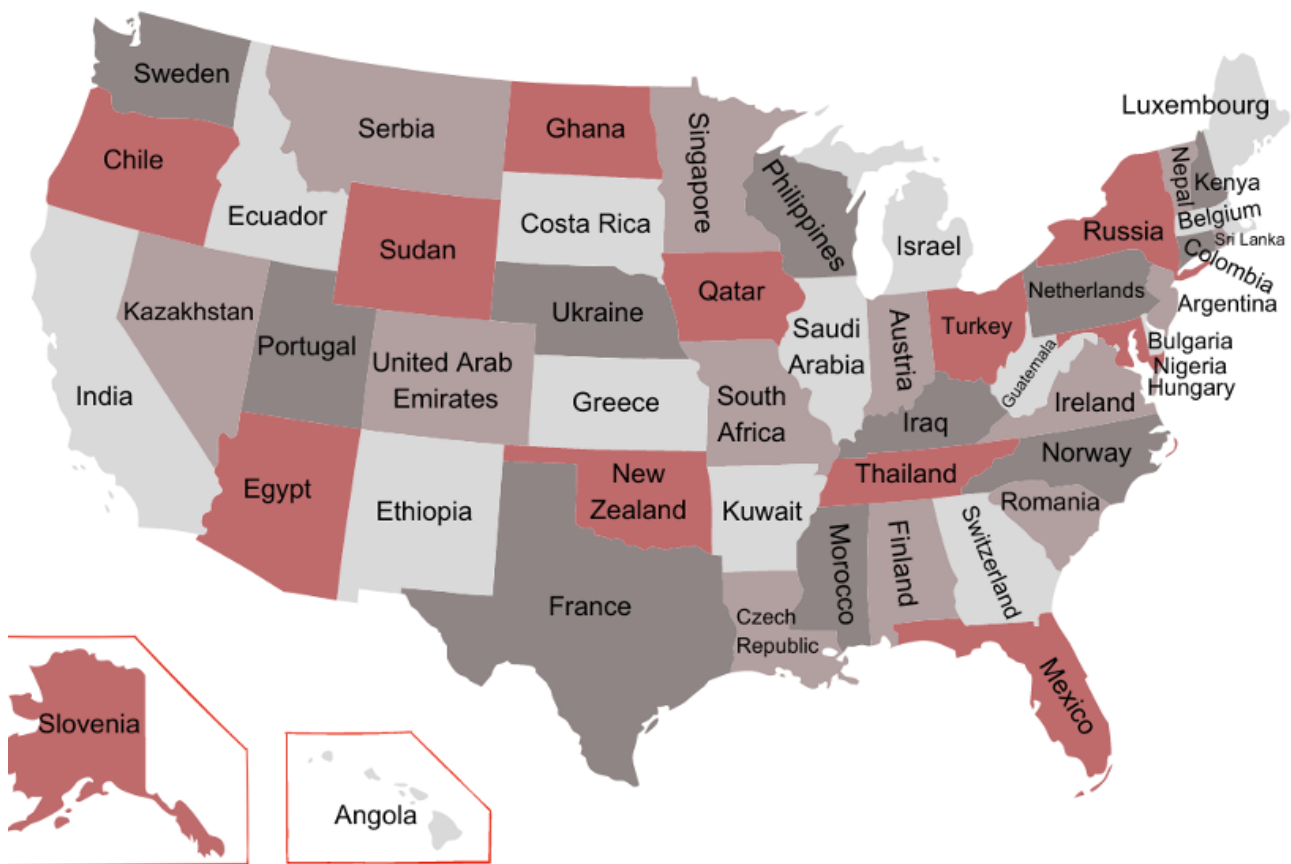 Sweden
Serbia
Ghana
Singapore
Philippines
Luxembourg
Chile
Ecuador
Sudan
Costa Rica
Israel
Russia
Nepal
Kenya
Belgium
Sri Lanka
Colombia
Kazakhstan
Portugal
United Arab
Emirates
Ukraine
Qatar
Saudi
Arabia
Austria
Turkey
Netherlands
Argentina
Bulgaria
Nigeria
Hungary
Guatemala
India
Greece
South
Africa
Iraq
Ireland
Norway
Egypt
Ethiopia
New
Zealand
Kuwait
Thailand
Romania
Morocco
Finland
Switzerland
France
Czech
Republic
Mexico
Slovenia
Angola